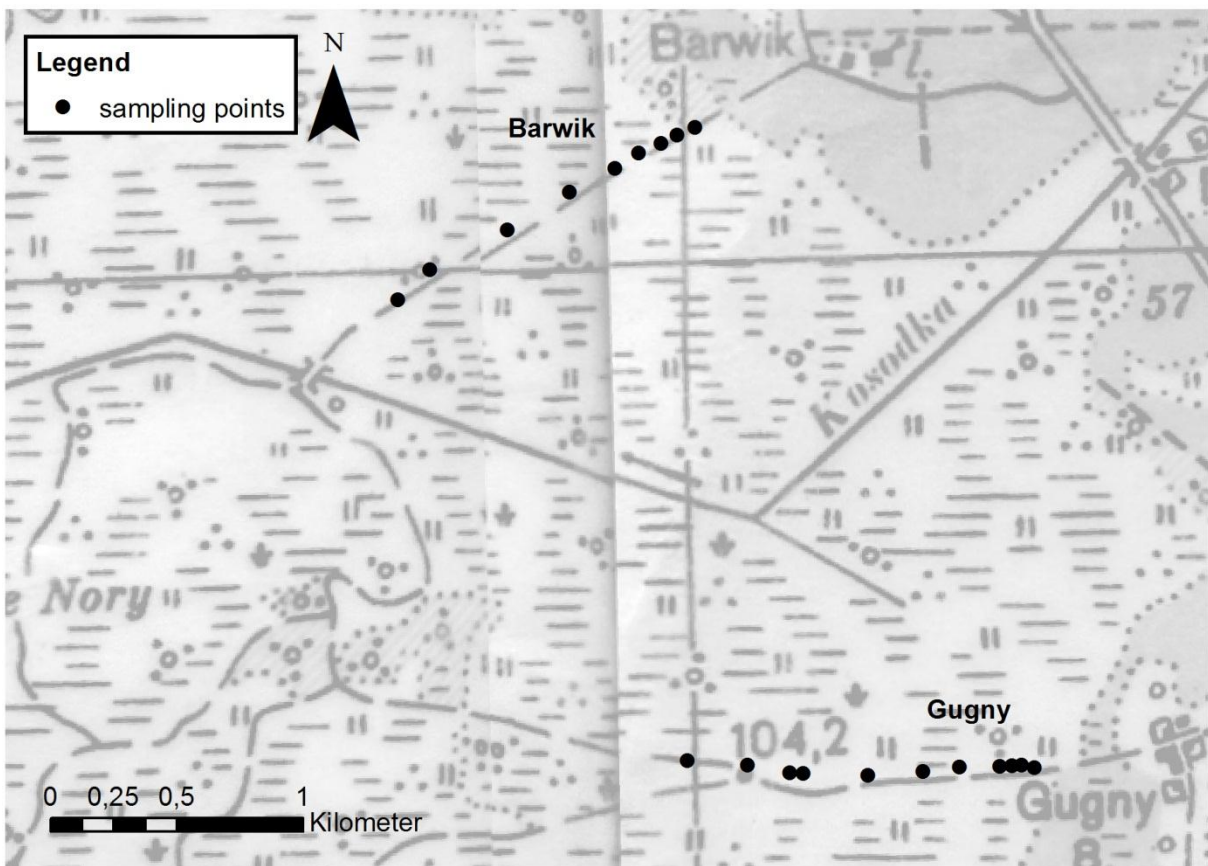 Legend
sampling points
N
Barwik
Barwik
Kosodka
57
e Nory
Gugny
104,2
Gugny
8
0 0,25 0,5 1
Kilometer